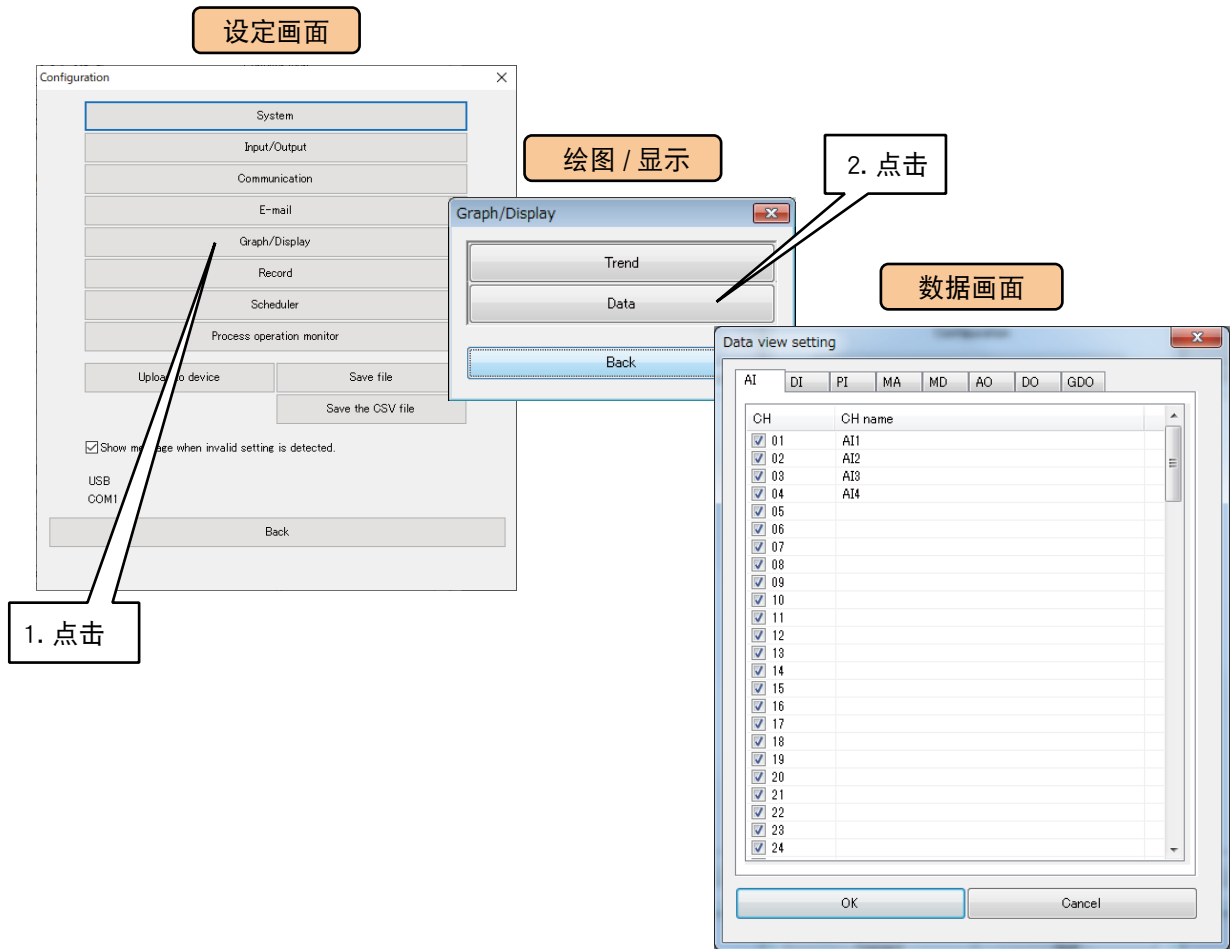 设定画面
Configuration
System
Input/Output
Communication
E-mail
Graph/Display
Record
Scheduler
Process operation monitor
Upload to device
Save file
Save the CSV file
Show message when invalid setting is detected.
USB
COM1
Back
1. 点击
绘图 / 显示
Graph/Display
Trend
Data
Back
2. 点击
数据画面
Data view setting
AI DI PI MA MD AO DO GDO
CH CH name
01 AI1
02 AI2
03 AI3
04 AI4
05
06
07
08
09
10
11
12
13
14
15
16
17
18
19
20
21
22
23
24
OK Cancel